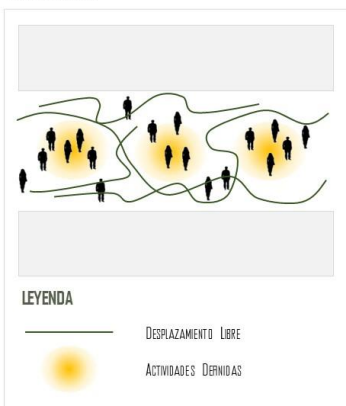 LEYENDA
DESPLAZAMIENTO LIBRE
ACTIVIDADES DEFINIDAS